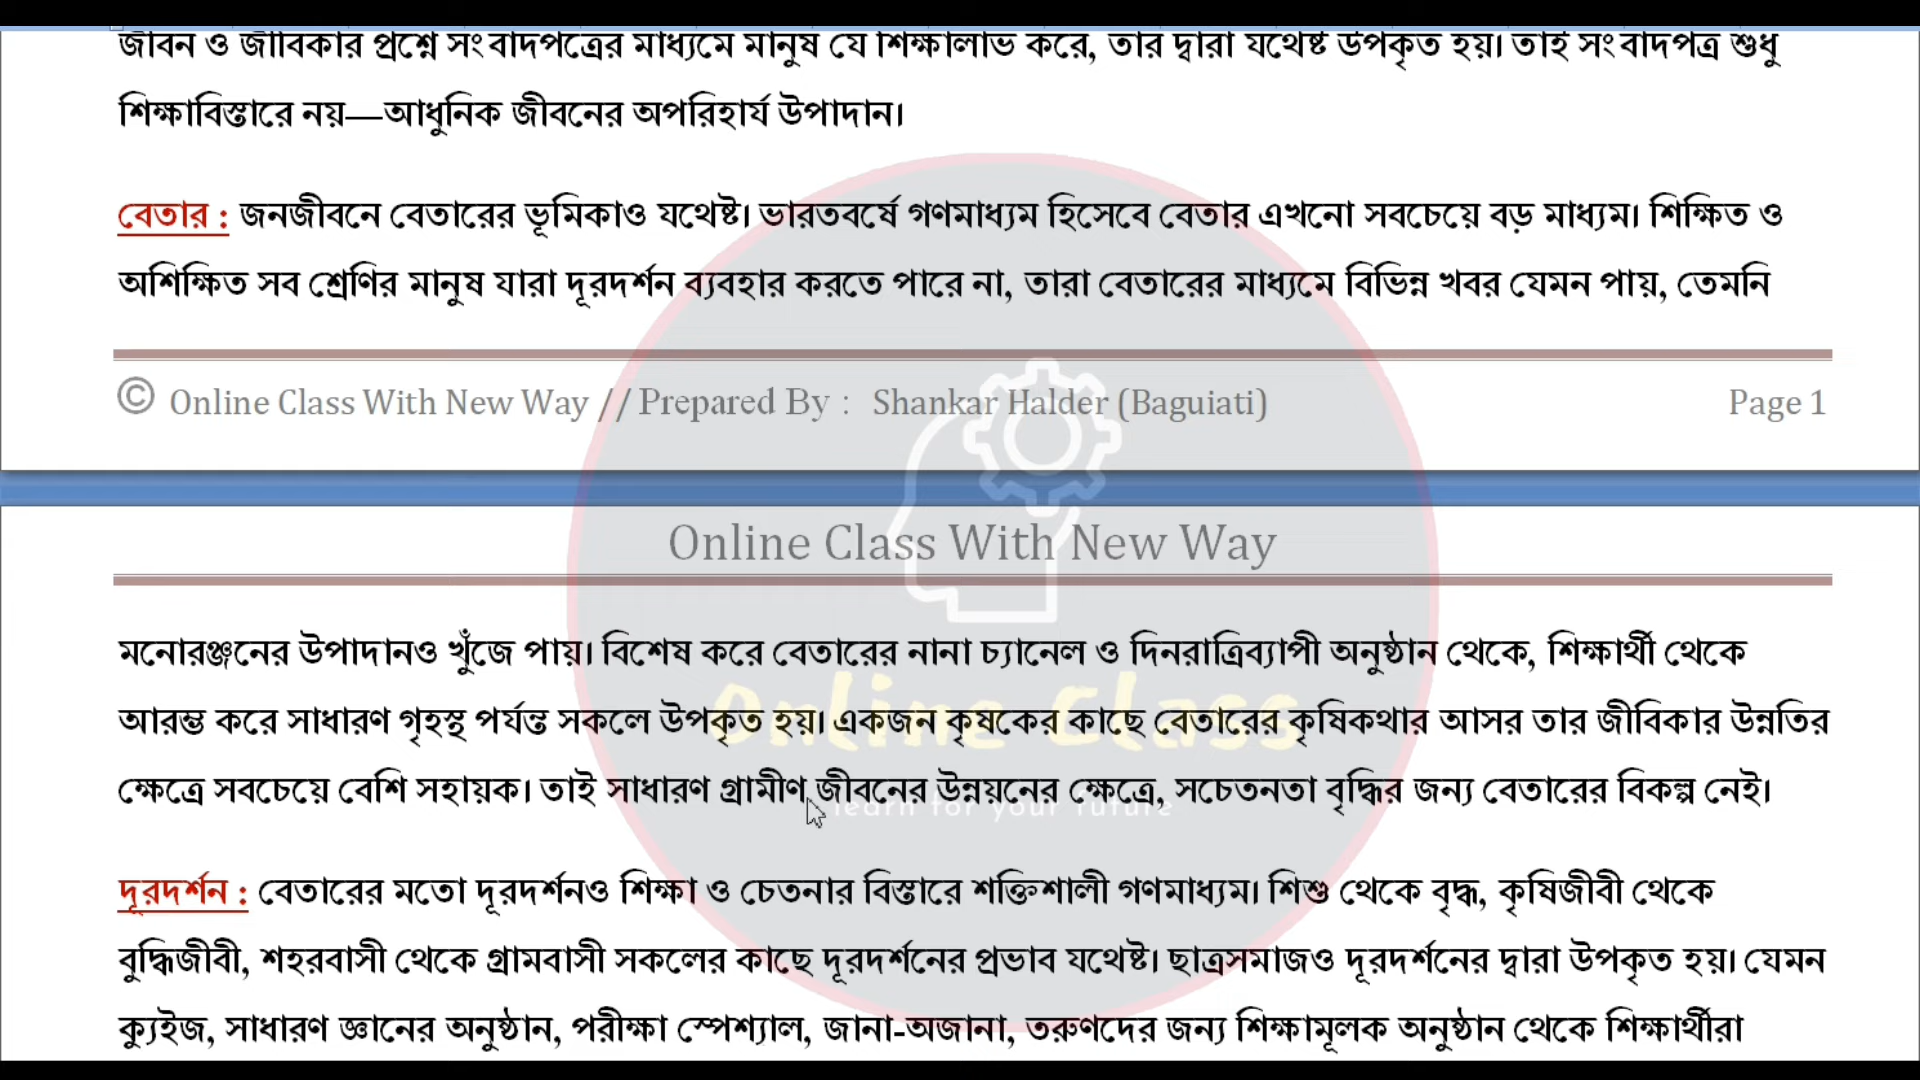 জীবন ও জীবিকার প্রশ্নে সংবাদপত্রের মাধ্যমে মানুষ যে শিক্ষালাভ করে, তার দ্বারা যথেষ্ট উপকৃত হয়। তাই সংবাদপত্র শুধু
শিক্ষাবিস্তারে নয়—আধুনিক জীবনের অপরিহার্য উপাদান।
বেতার : জনজীবনে বেতারের ভূমিকাও যথেষ্ট। ভারতবর্ষে গণমাধ্যম হিসেবে বেতার এখনো সবচেয়ে বড় মাধ্যম। শিক্ষিত ও
অশিক্ষিত সব শ্রেণির মানুষ যারা দূরদর্শন ব্যবহার করতে পারে না, তারা বেতারের মাধ্যমে বিভিন্ন খবর যেমন পায়, তেমনি
© Online Class With New Way // Prepared By : Shankar Halder (Baguiati) Page 1
Online Class With New Way
মনোরঞ্জনের উপাদানও খুঁজে পায়। বিশেষ করে বেতারের নানা চ্যানেল ও দিনরাত্রিব্যাপী অনুষ্ঠান থেকে, শিক্ষার্থী থেকে
আরম্ভ করে সাধারণ গৃহস্থ পর্যন্ত সকলে উপকৃত হয়। একজন কৃষকের কাছে বেতারের কৃষিকথার আসর তার জীবিকার উন্নতির
ক্ষেত্রে সবচেয়ে বেশি সহায়ক। তাই সাধারণ গ্রামীণ জীবনের উন্নয়নের ক্ষেত্রে, সচেতনতা বৃদ্ধির জন্য বেতারের বিকল্প নেই।
Online Class
learn for your future
দূরদর্শন : বেতারের মতো দূরদর্শনও শিক্ষা ও চেতনার বিস্তারে শক্তিশালী গণমাধ্যম। শিশু থেকে বৃদ্ধ, কৃষিজীবী থেকে
বুদ্ধিজীবী, শহরবাসী থেকে গ্রামবাসী সকলের কাছে দূরদর্শনের প্রভাব যথেষ্ট। ছাত্রসমাজও দূরদর্শনের দ্বারা উপকৃত হয়। যেমন
ক্যুইজ, সাধারণ জ্ঞানের অনুষ্ঠান, পরীক্ষা স্পেশ্যাল, জানা-অজানা, তরুণদের জন্য শিক্ষামূলক অনুষ্ঠান থেকে শিক্ষার্থীরা